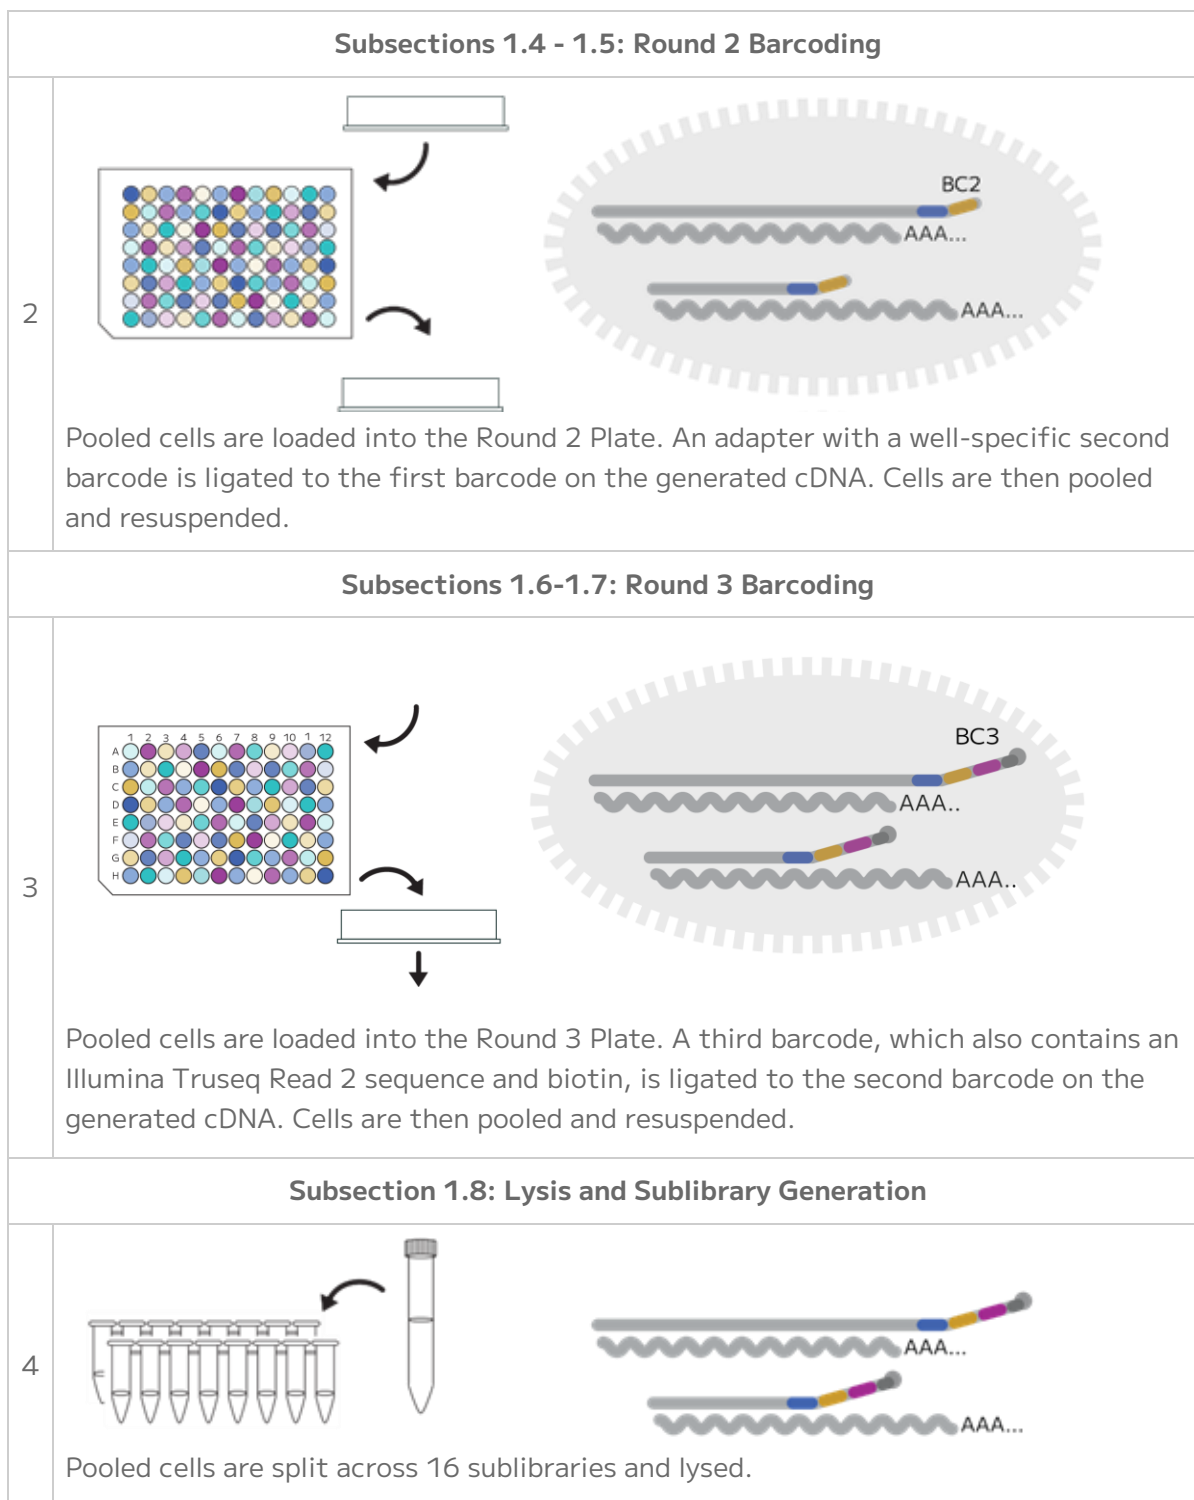 Subsections 1.4 - 1.5: Round 2 Barcoding
2
BC2
AAA...
AAA...
Pooled cells are loaded into the Round 2 Plate. An adapter with a well-specific second
barcode is ligated to the first barcode on the generated cDNA. Cells are then pooled
and resuspended.
Subsections 1.6-1.7: Round 3 Barcoding
3
1 2 3 4 5 6 7 8 9 10 1 12
A
B
C
D
E
F
G
H
BC3
AAA..
AAA..
Pooled cells are loaded into the Round 3 Plate. A third barcode, which also contains an
Illumina Truseq Read 2 sequence and biotin, is ligated to the second barcode on the
generated cDNA. Cells are then pooled and resuspended.
Subsection 1.8: Lysis and Sublibrary Generation
4
AAA...
AAA...
Pooled cells are split across 16 sublibraries and lysed.